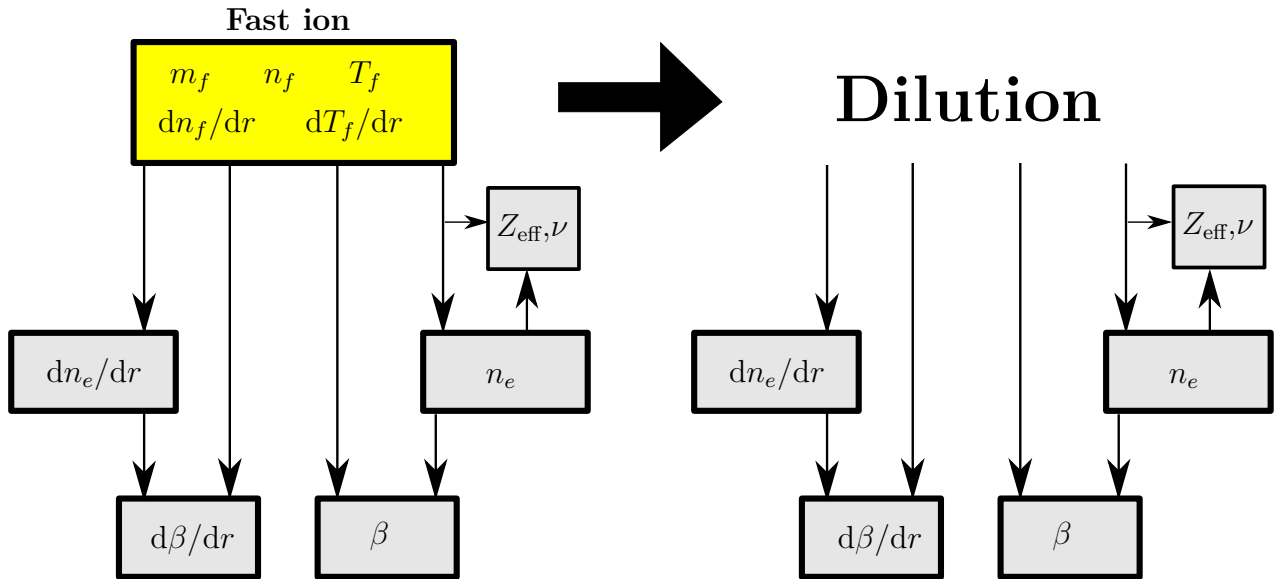 Fast ion
m_f n_f T_f
dn_f/dr dT_f/dr
Dilution
Z_eff,ν
Z_eff,ν
dn_e/dr
n_e
dn_e/dr
n_e
dβ/dr
β
dβ/dr
β